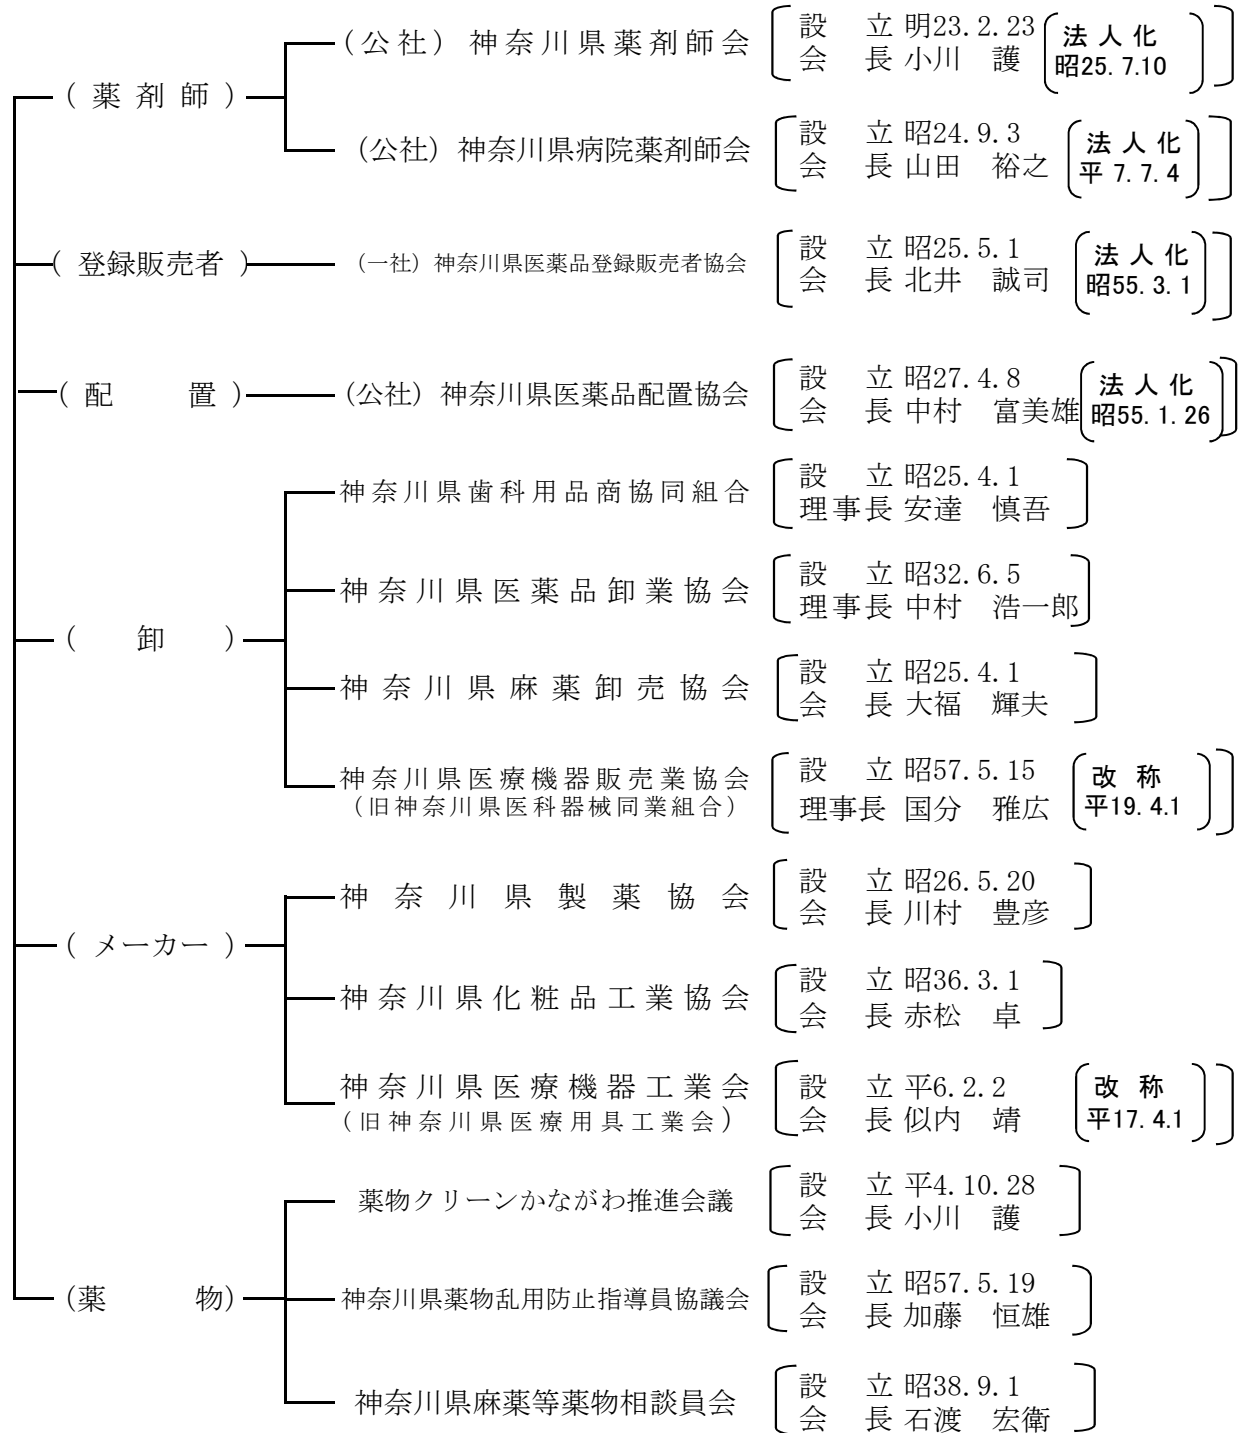 (薬剤師)
(公社)神奈川県薬剤師会
設　立 明23.2.23
会　長 小川　護
法人化
昭25.7.10
(公社)神奈川県病院薬剤師会
設　立 昭24.9.3
会　長 山田　裕之
法人化
平 7.7.4
(登録販売者)
(一社)神奈川県医薬品登録販売者協会
設　立 昭25.5.1
会　長 北井　誠司
法人化
昭55.3.1
(配　置)
(公社)神奈川県医薬品配置協会
設　立 昭27.4.8
会　長 中村　富美雄
法人化
昭55.1.26
(卸)
神奈川県歯科用品商協同組合
設　立 昭25.4.1
理事長 安達　慎吾
神奈川県医薬品卸業協会
設　立 昭32.6.5
理事長 中村　浩一郎
神奈川県麻薬卸売協会
設　立 昭25.4.1
会　長 大福　輝夫
神奈川県医療機器販売業協会
(旧神奈川県医科器械同業組合)
設　立 昭57.5.15
理事長 国分　雅広
改称
平19.4.1
(メーカー)
神奈川県製薬協会
設　立 昭26.5.20
会　長 川村　豊彦
神奈川県化粧品工業協会
設　立 昭36.3.1
会　長 赤松　卓
神奈川県医療機器工業会
(旧神奈川県医療用具工業会)
設　立 平6.2.2
会　長 似内　靖
改称
平17.4.1
(薬　物)
薬物クリーンかながわ推進会議
設　立 平4.10.28
会　長 小川　護
神奈川県薬物乱用防止指導員協議会
設　立 昭57.5.19
会　長 加藤　恒雄
神奈川県麻薬等薬物相談員会
設　立 昭38.9.1
会　長 石渡　宏衛